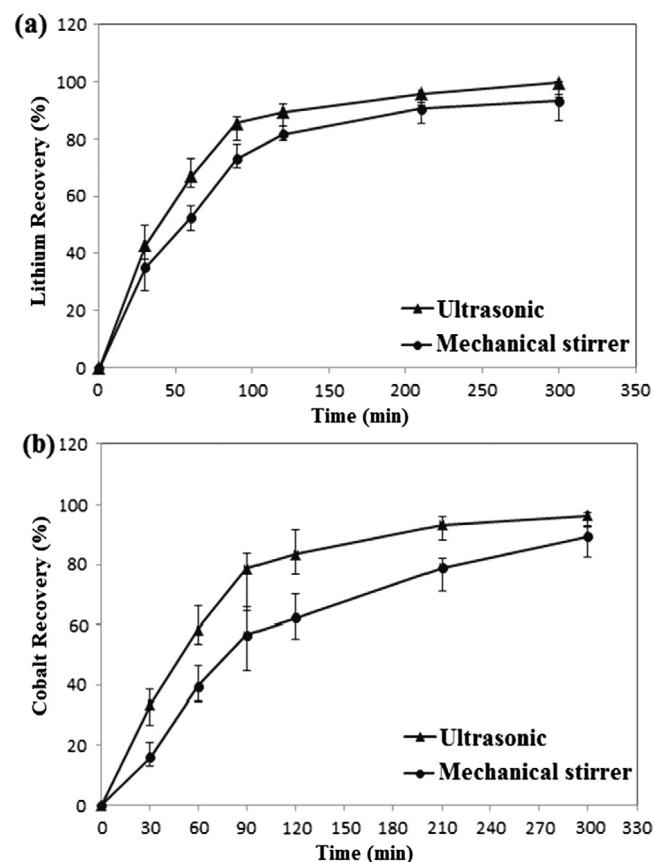 (a)
120
100
80
60
40
20
0
Lithium Recovery (%)
Ultrasonic
Mechanical stirrer
0 50 100 150 200 250 300 350
Time (min)
(b)
120
100
80
60
40
20
0
Cobalt Recovery (%)
Ultrasonic
Mechanical stirrer
0 30 60 90 120 150 180 210 240 270 300 330
Time (min)